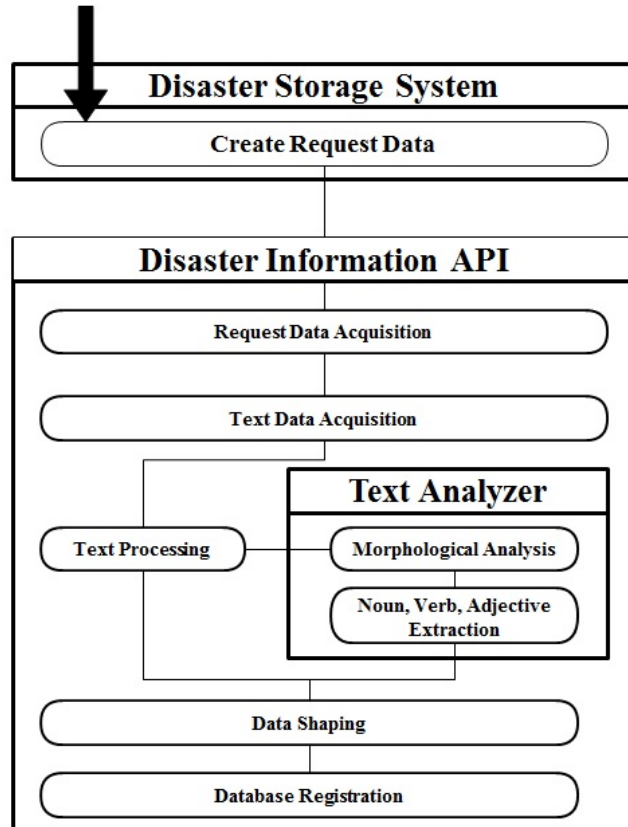 Disaster Storage System
Create Request Data
Disaster Information API
Request Data Acquisition
Text Data Acquisition
Text Analyzer
Text Processing
Morphological Analysis
Noun, Verb, Adjective
Extraction
Data Shaping
Database Registration